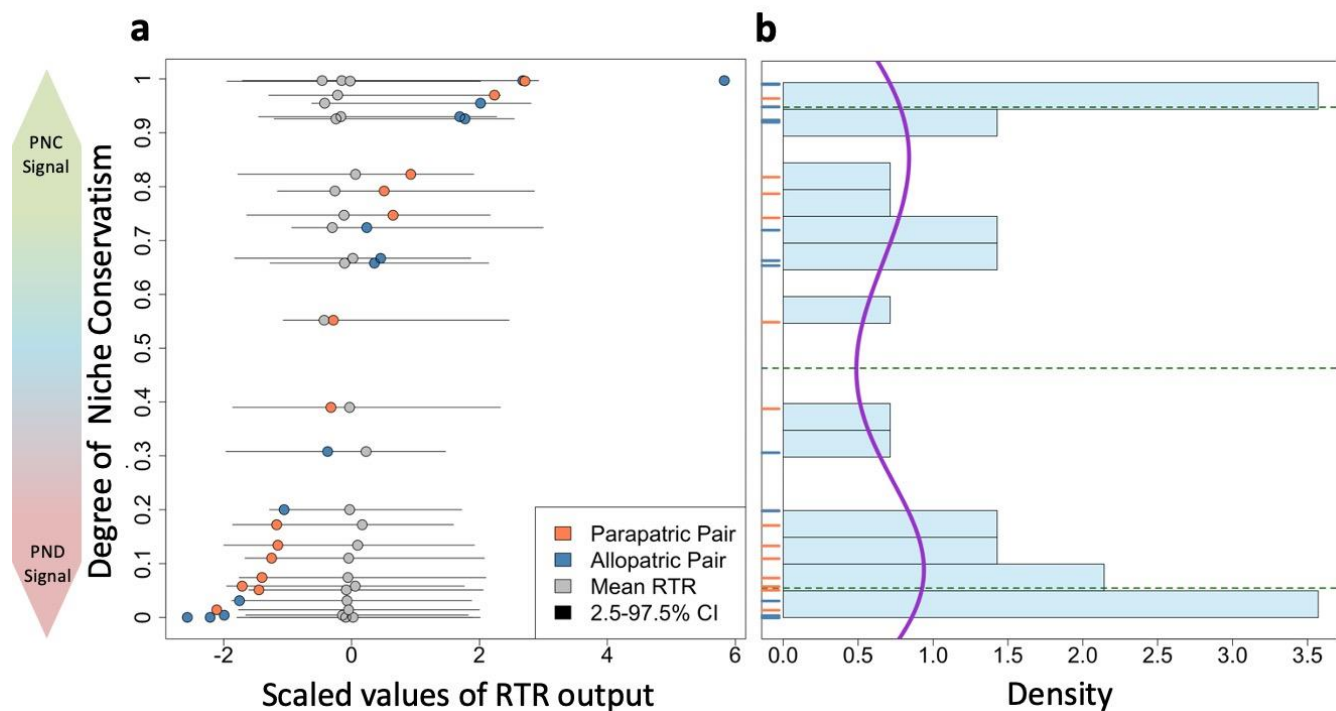 a
b
PNC
Signal
PND
Signal
Degree of Niche Conservatism
1
0.9
0.8
0.7
0.6
0.5
0.4
0.3
0.2
0.1
0
Parapatric Pair
Allopatric Pair
Mean RTR
2.5-97.5% CI
-2 0 2 4 6
Scaled values of RTR output
0.0 0.5 1.0 1.5 2.0 2.5 3.0 3.5
Density